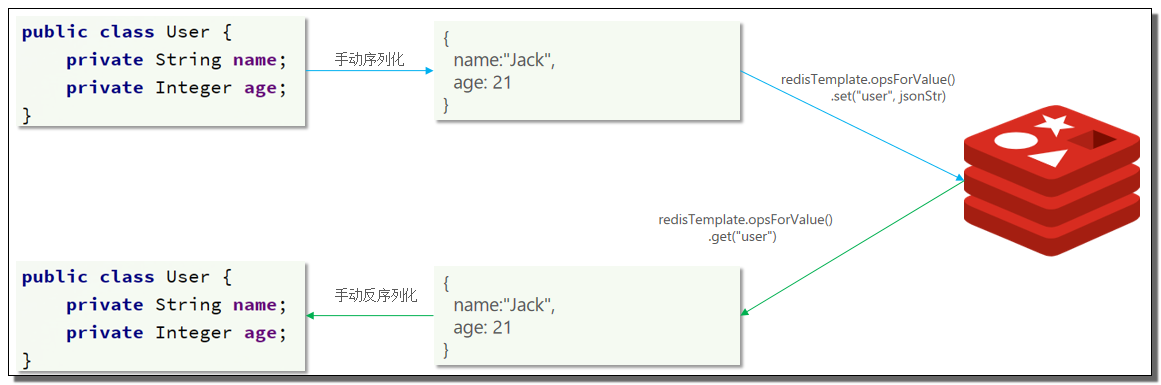 public class User {
private String name;
private Integer age;
}
手动序列化
{
name:"Jack",
age: 21
}
redisTemplate.opsForValue()
.set("user", jsonStr)
redisTemplate.opsForValue()
.get("user")
public class User {
private String name;
private Integer age;
}
手动反序列化
{
name:"Jack",
age: 21
}